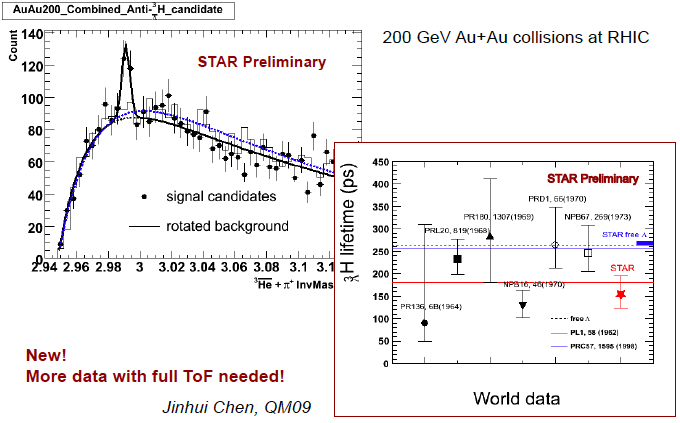 AuAu200_Combined_Anti-³ΛH_candidate
200 GeV Au+Au collisions at RHIC
Count
STAR Preliminary
140
120
100
80
60
40
20
0
signal candidates
rotated background
2.94 2.96 2.98 3 3.02 3.04 3.06 3.08 3.1 3.1
³He + π⁺ InvMas
STAR Preliminary
³ΛH lifetime (ps)
450
400
350
300
250
200
150
100
50
0
PR136, 6B(1964)
PRL20, 819(1968)
PR180, 1307(1969)
NPB16, 46(1970)
PRD1, 66(1970)
NPB67, 269(1973)
STAR free Λ
STAR
free Λ
PL1, 58 (1962)
PRC57, 1595 (1998)
World data
New!
More data with full ToF needed!
Jinhui Chen, QM09